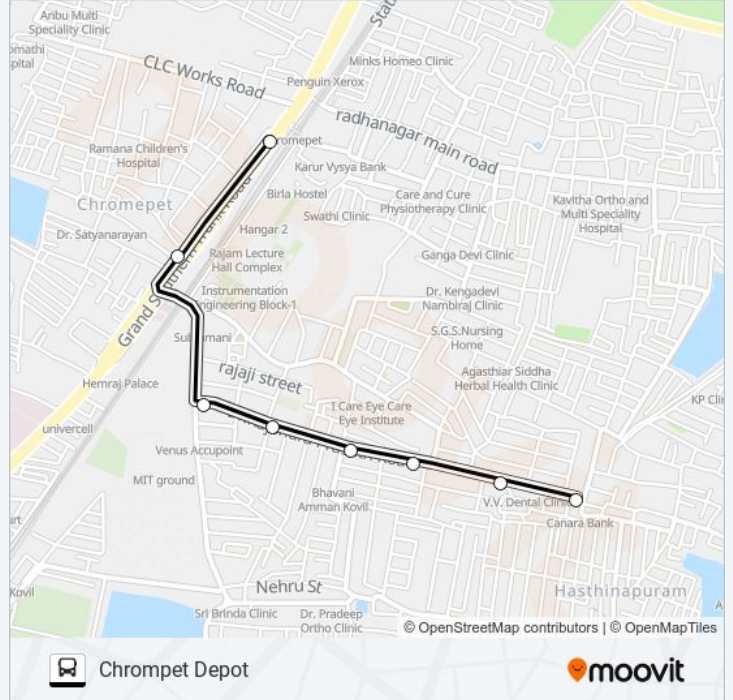 Anbu Multi
Speciality Clinic
CLC Works Road
Minks Homeo Clinic
Penguin Xerox
radhanagar main road
Ramana Children's
Hospital
Karur Vysya Bank
Birla Hostel
Care and Cure
Physiotherapy Clinic
Kavitha Ortho and
Multi Speciality
Hospital
Chromepet
Swathi Clinic
Dr. Satyanarayan
Hangar 2
Rajam Lecture
Hall Complex
Ganga Devi Clinic
Instrumentation
Engineering Block-1
Dr. Kengadevi
Nambiraj Clinic
Grand
S.G.S.Nursing
Home
rajaji street
Agasthiar Siddha
Herbal Health Clinic
Hemraj Palace
I Care Eye Care
Eye Institute
univercell
Venus Accupoint
MIT ground
Bhavani
Amman Kovil
V.V. Dental Clinic
Canara Bank
Nehru St
Hasthinapuram
Kovil
Sri Brinda Clinic
Dr. Pradeep
Ortho Clinic
© OpenStreetMap contributors | © OpenMapTiles
Chrompet Depot
moovit